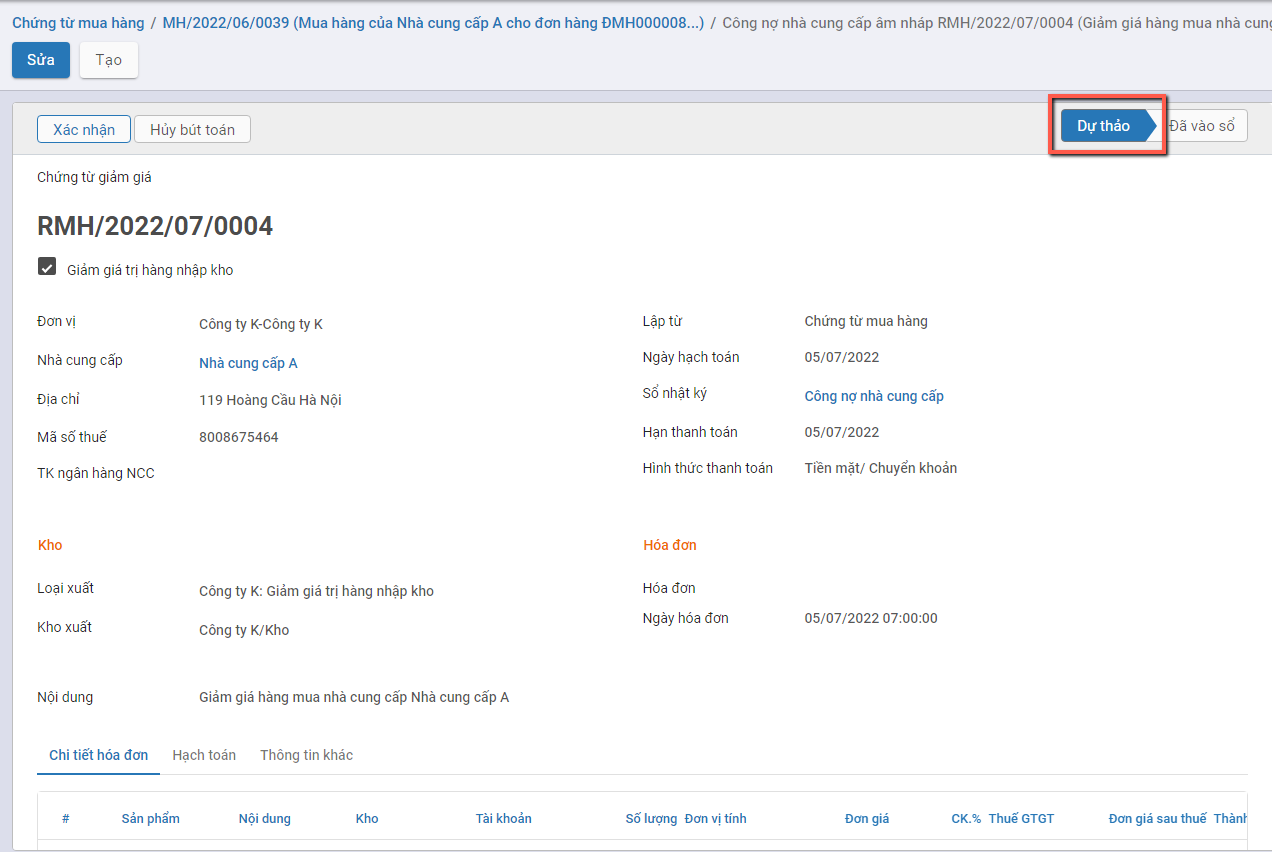 Chứng từ mua hàng / MH/2022/06/0039 (Mua hàng của Nhà cung cấp A cho đơn hàng ĐMH000008...) / Công nợ nhà cung cấp âm nháp RMH/2022/07/0004 (Giảm giá hàng mua nhà cung
Sửa Tạo
Xác nhận Hủy bút toán Dự thảo Đã vào sổ
Chứng từ giảm giá
RMH/2022/07/0004
Giảm giá trị hàng nhập kho
Đơn vị Công ty K-Công ty K Lập từ Chứng từ mua hàng
Nhà cung cấp Nhà cung cấp A Ngày hạch toán 05/07/2022
Địa chỉ 119 Hoàng Cầu Hà Nội Sổ nhật ký Công nợ nhà cung cấp
Mã số thuế 8008675464 Hạn thanh toán 05/07/2022
TK ngân hàng NCC Hình thức thanh toán Tiền mặt/ Chuyển khoản
Kho Hóa đơn
Loại xuất Công ty K: Giảm giá trị hàng nhập kho Hóa đơn
Kho xuất Công ty K/Kho Ngày hóa đơn 05/07/2022 07:00:00
Nội dung Giảm giá hàng mua nhà cung cấp Nhà cung cấp A
Chi tiết hóa đơn Hạch toán Thông tin khác
# Sản phẩm Nội dung Kho Tài khoản Số lượng Đơn vị tính Đơn giá CK.% Thuế GTGT Đơn giá sau thuế Thành